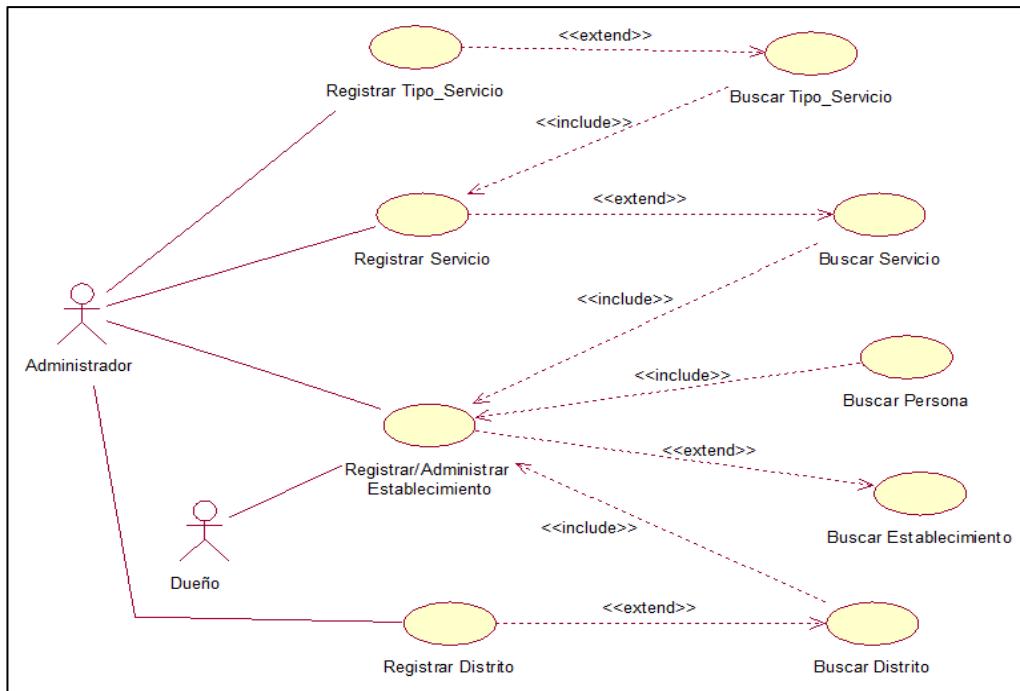 <<extend>>
Registrar Tipo_Servicio
Buscar Tipo_Servicio
<<include>>
<<extend>>
Registrar Servicio
Buscar Servicio
<<include>>
Administrador
<<include>>
Buscar Persona
<<extend>>
Registrar/Administrar
Establecimiento
<<include>>
Buscar Establecimiento
Dueño
<<extend>>
Registrar Distrito
Buscar Distrito